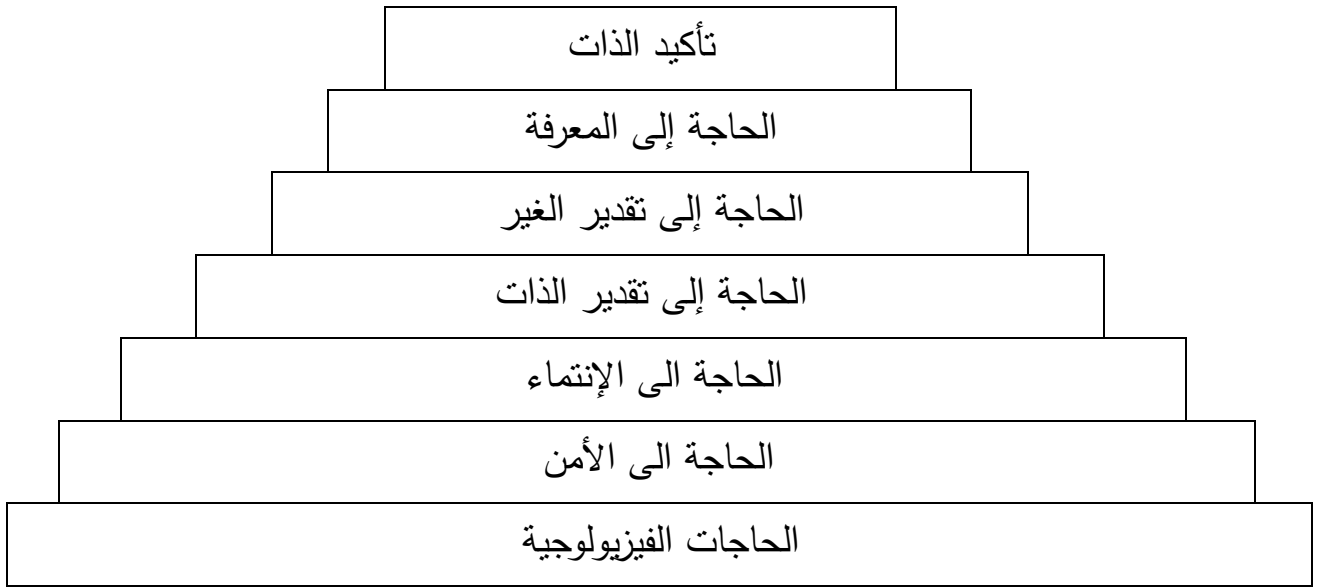 تأكيد الذات
الحاجة إلى المعرفة
الحاجة إلى تقدير الغير
الحاجة إلى تقدير الذات
الحاجة الى الإنتماء
الحاجة الى الأمن
الحاجات الفيزيولوجية